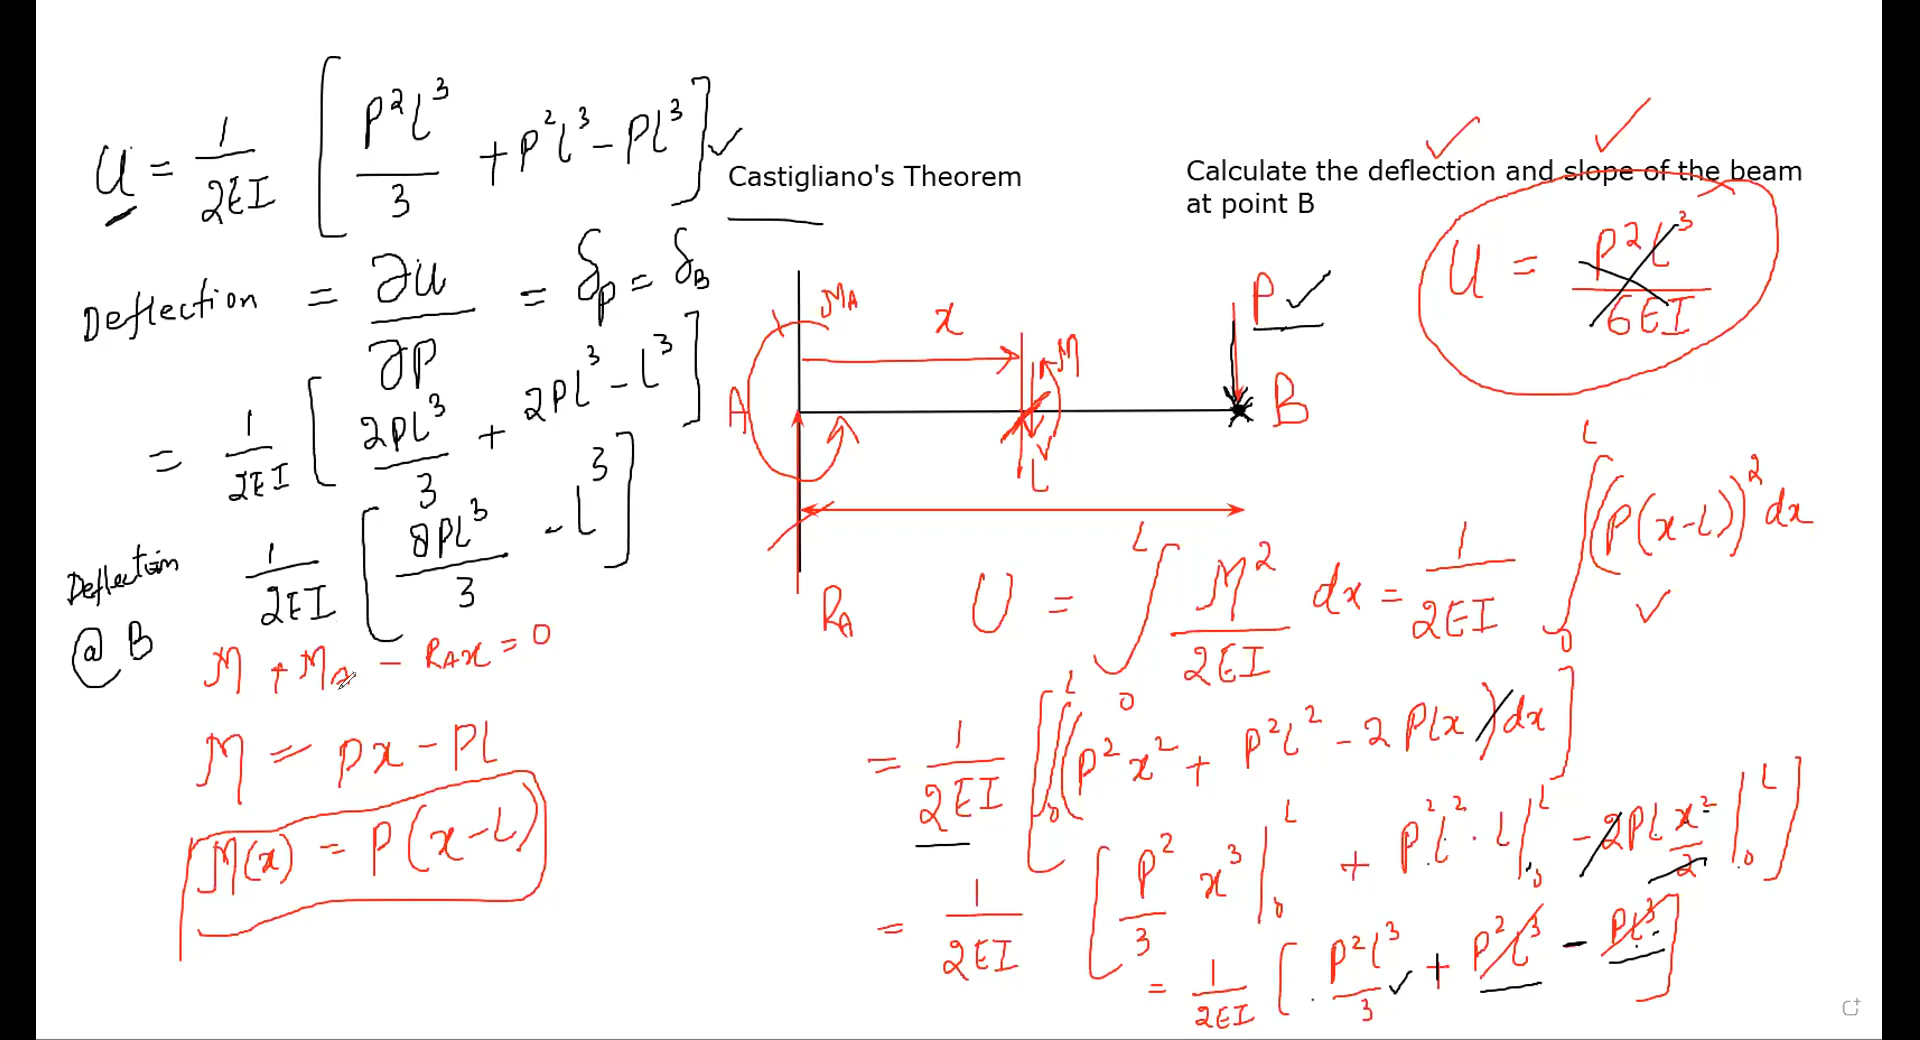 U = 1/2EI [ P²L³/3 + P²L³ - PL³ ] ✓
Castigliano's Theorem
Calculate the deflection and slope of the beam
at point B
U = P²L³/6EI
Deflection = ∂U/∂P = δP = δB
= 1/2EI [ 2PL³/3 + 2PL³ - L³ ]
Deflection @ B 1/2EI [ 8PL³/3 - L³ ]
M + MA - RAx = 0
M = Px - PL
M(x) = P(x-L)
MA
x
P ✓
M
A
B
V
L
L
RA
U = ∫₀ᴸ M²/2EI dx = 1/2EI ∫₀ᴸ (P(x-L))² dx ✓
= 1/2EI [ ∫₀ᴸ (P²x² + P²L² - 2PLx) dx ]
= 1/2EI [ P²/3 x³ |₀ᴸ + P²L² · L |₀ᴸ - 2PL x²/2 |₀ᴸ ]
= 1/2EI [ P²L³/3 ✓ + P²L³ - PL³ ]